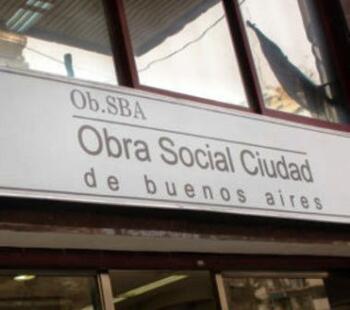 Ob.SBA
Obra Social Ciudad
de buenos aires